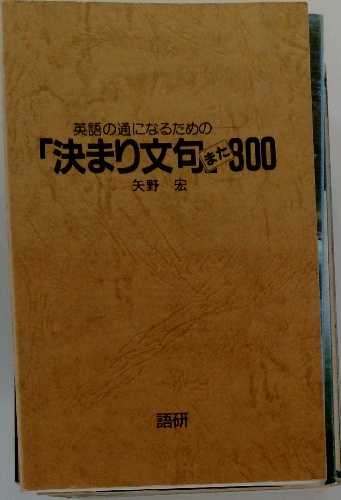 英語の通になるための
「決まり文句」また300
矢野 宏
語研